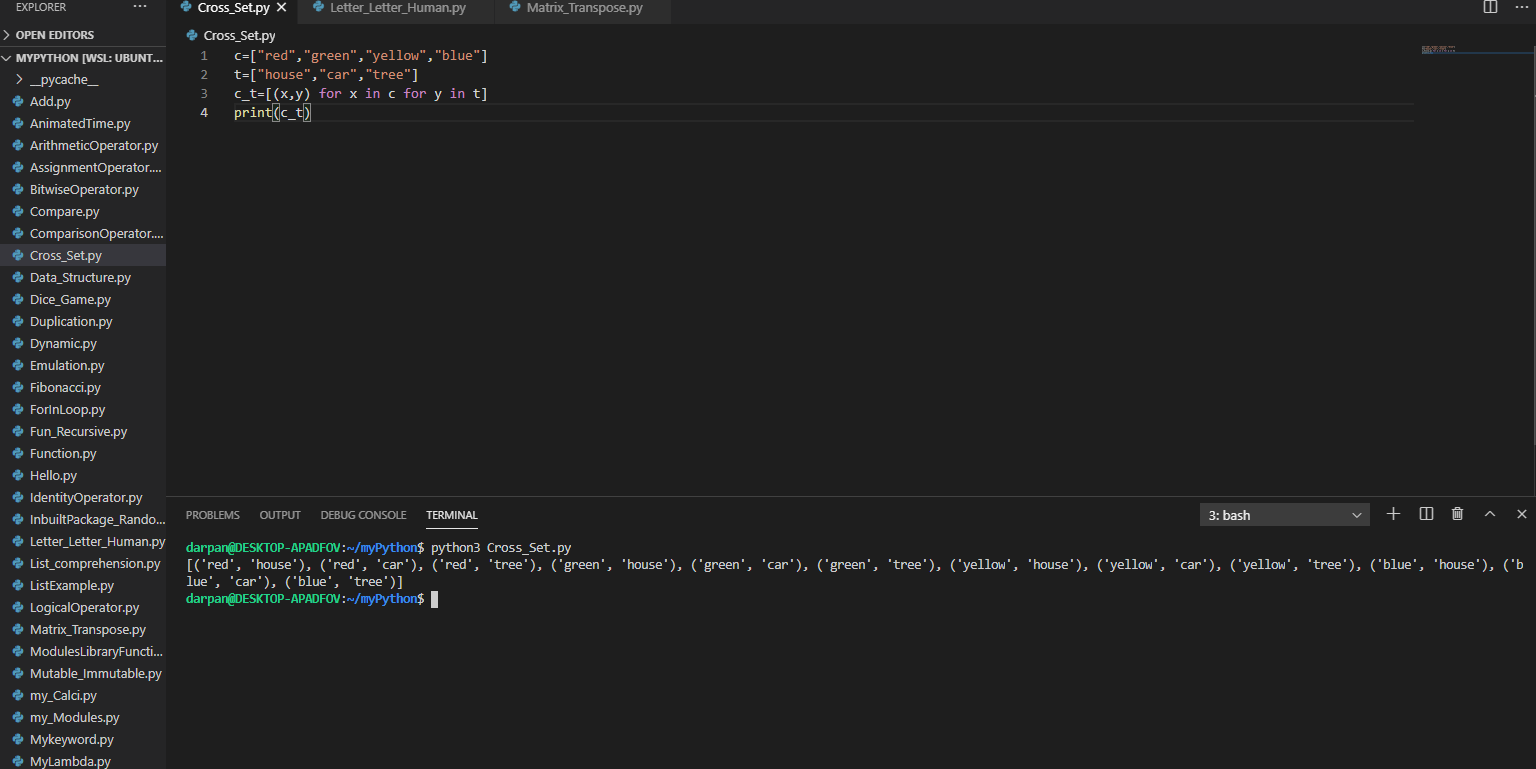 EXPLORER
OPEN EDITORS
MYPYTHON [WSL: UBUNT...
__pycache__
Add.py
AnimatedTime.py
ArithmeticOperator.py
AssignmentOperator....
BitwiseOperator.py
Compare.py
ComparisonOperator....
Cross_Set.py
Data_Structure.py
Dice_Game.py
Duplication.py
Dynamic.py
Emulation.py
Fibonacci.py
ForInLoop.py
Fun_Recursive.py
Function.py
Hello.py
IdentityOperator.py
InbuiltPackage_Rando...
Letter_Letter_Human.py
List_comprehension.py
ListExample.py
LogicalOperator.py
Matrix_Transpose.py
ModulesLibraryFuncti...
Mutable_Immutable.py
my_Calci.py
my_Modules.py
Mykeyword.py
MyLambda.py
Cross_Set.py Letter_Letter_Human.py Matrix_Transpose.py
Cross_Set.py
1 c=["red","green","yellow","blue"]
2 t=["house","car","tree"]
3 c_t=[(x,y) for x in c for y in t]
4 print(c_t)
PROBLEMS OUTPUT DEBUG CONSOLE TERMINAL 3: bash
darpan@DESKTOP-APADFOV:~/myPython$ python3 Cross_Set.py
[('red', 'house'), ('red', 'car'), ('red', 'tree'), ('green', 'house'), ('green', 'car'), ('green', 'tree'), ('yellow', 'house'), ('yellow', 'car'), ('yellow', 'tree'), ('blue', 'house'), ('b
lue', 'car'), ('blue', 'tree')]
darpan@DESKTOP-APADFOV:~/myPython$